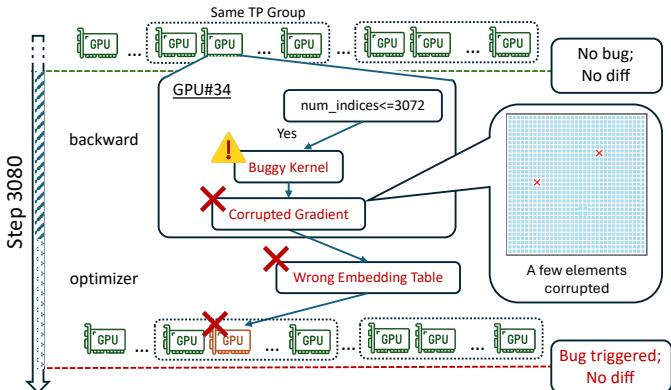 Same TP Group
GPU ... GPU GPU ... GPU ... GPU GPU ... GPU
No bug;
No diff
GPU#34
num_indices<=3072
backward
Yes
Buggy Kernel
Corrupted Gradient
A few elements
corrupted
Step 3080
optimizer
Wrong Embedding Table
GPU ... GPU GPU ... GPU ... GPU GPU ... GPU
Bug triggered;
No diff